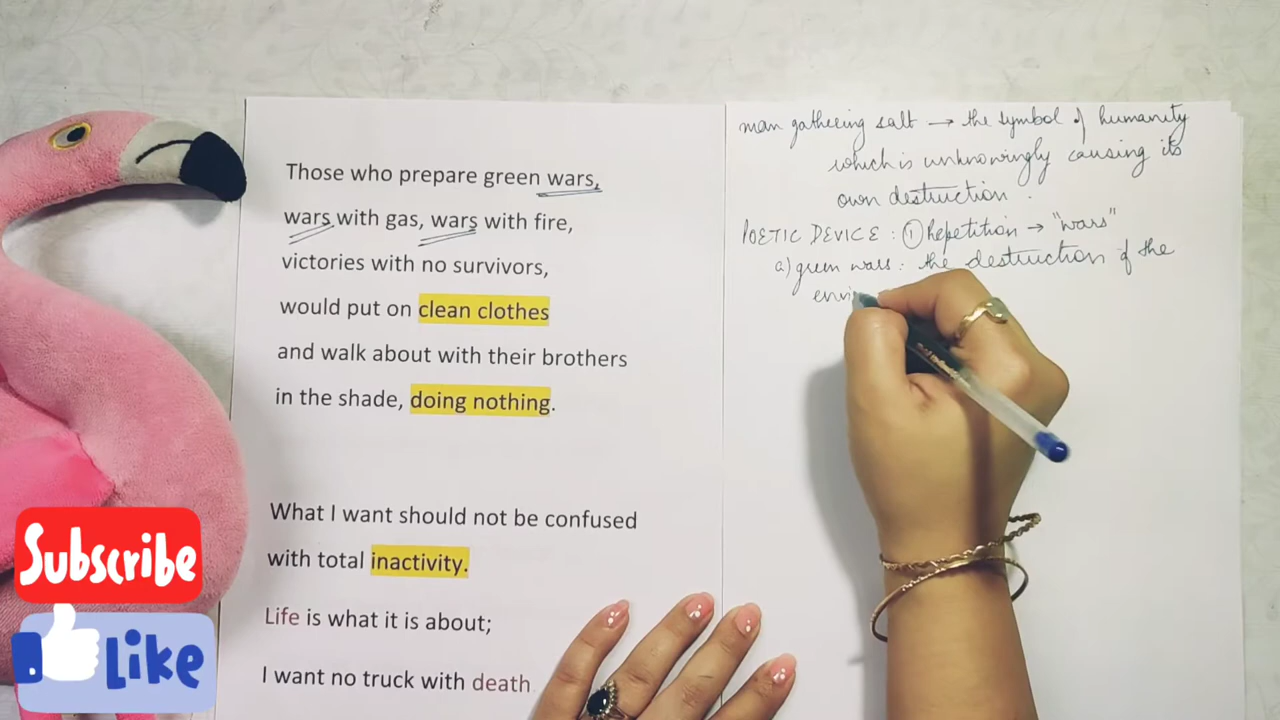 Those who prepare green wars,
wars with gas, wars with fire,
victories with no survivors,
would put on clean clothes
and walk about with their brothers
in the shade, doing nothing.
What I want should not be confused
with total inactivity.
Life is what it is about;
I want no truck with death
man gathering salt → the symbol of humanity
which is unknowingly causing its
own destruction.
POETIC DEVICE : ① Repetition → "wars"
a) green wars : the destruction of the
envi
Subscribe
Like